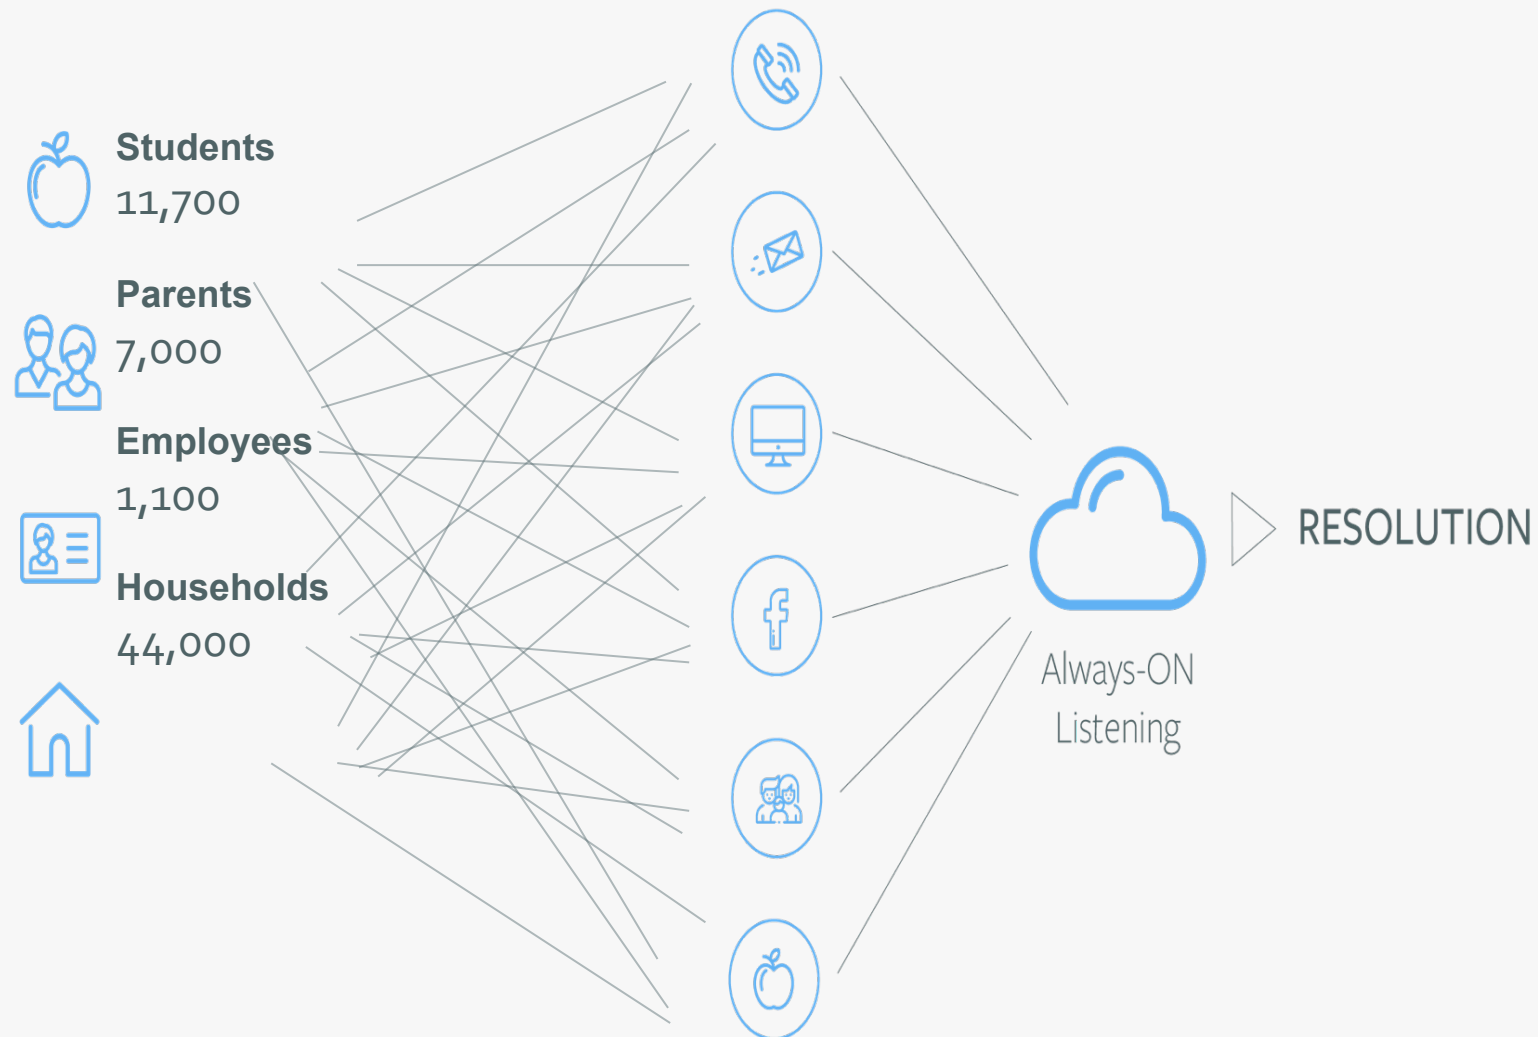 Students
11,700
Parents
7,000
Employees
1,100
Households
44,000
Always-ON
Listening
RESOLUTION